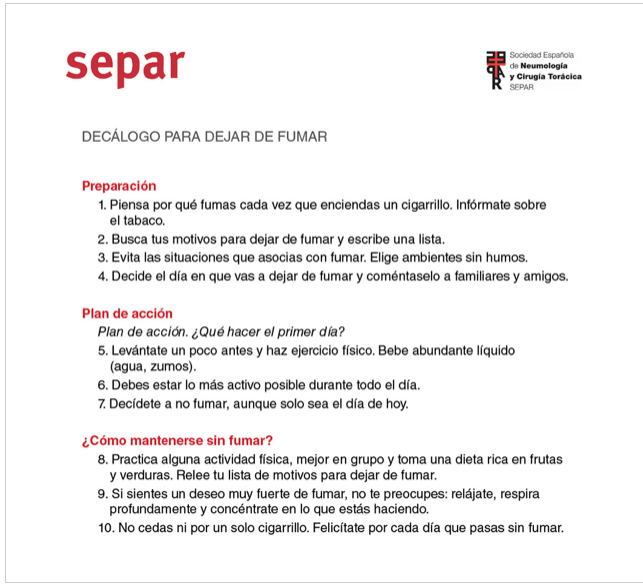 separ
Sociedad Española
de Neumología
y Cirugía Torácica
SEPAR
DECÁLOGO PARA DEJAR DE FUMAR
Preparación
1. Piensa por qué fumas cada vez que enciendas un cigarrillo. Infórmate sobre
el tabaco.
2. Busca tus motivos para dejar de fumar y escribe una lista.
3. Evita las situaciones que asocias con fumar. Elige ambientes sin humos.
4. Decide el día en que vas a dejar de fumar y coméntaselo a familiares y amigos.
Plan de acción
Plan de acción. ¿Qué hacer el primer día?
5. Levántate un poco antes y haz ejercicio físico. Bebe abundante líquido
(agua, zumos).
6. Debes estar lo más activo posible durante todo el día.
7. Decídete a no fumar, aunque solo sea el día de hoy.
¿Cómo mantenerse sin fumar?
8. Practica alguna actividad física, mejor en grupo y toma una dieta rica en frutas
y verduras. Relee tu lista de motivos para dejar de fumar.
9. Si sientes un deseo muy fuerte de fumar, no te preocupes: relájate, respira
profundamente y concéntrate en lo que estás haciendo.
10. No cedas ni por un solo cigarrillo. Felicítate por cada día que pasas sin fumar.